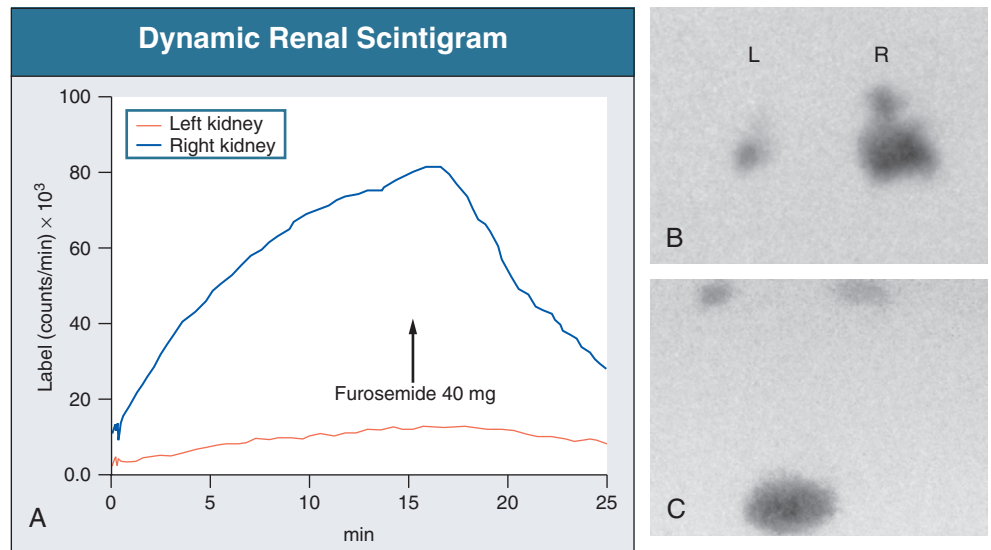 Dynamic Renal Scintigram
Label (counts/min) × 10³
100
80
60
40
20
0.0
Left kidney
Right kidney
Furosemide 40 mg
0 5 10 15 20 25
min
A
L R
B
C